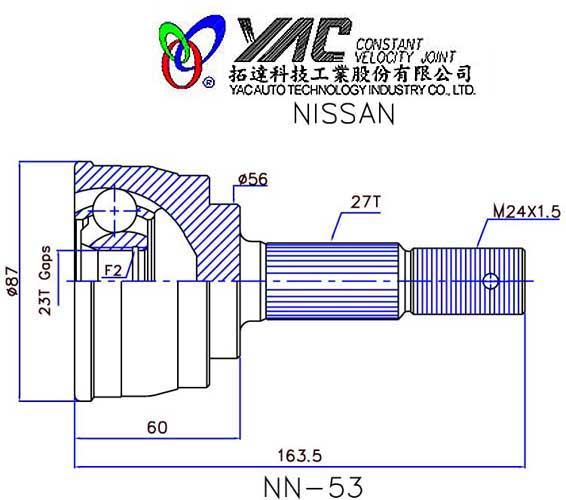 YAC CONSTANT
VELOCITY JOINT
拓達科技工業股份有限公司
® YAC AUTO TECHNOLOGY INDUSTRY CO., LTD.
NISSAN
ø56
27T
M24X1.5
ø87
23T Gaps
F2
60
163.5
NN-53